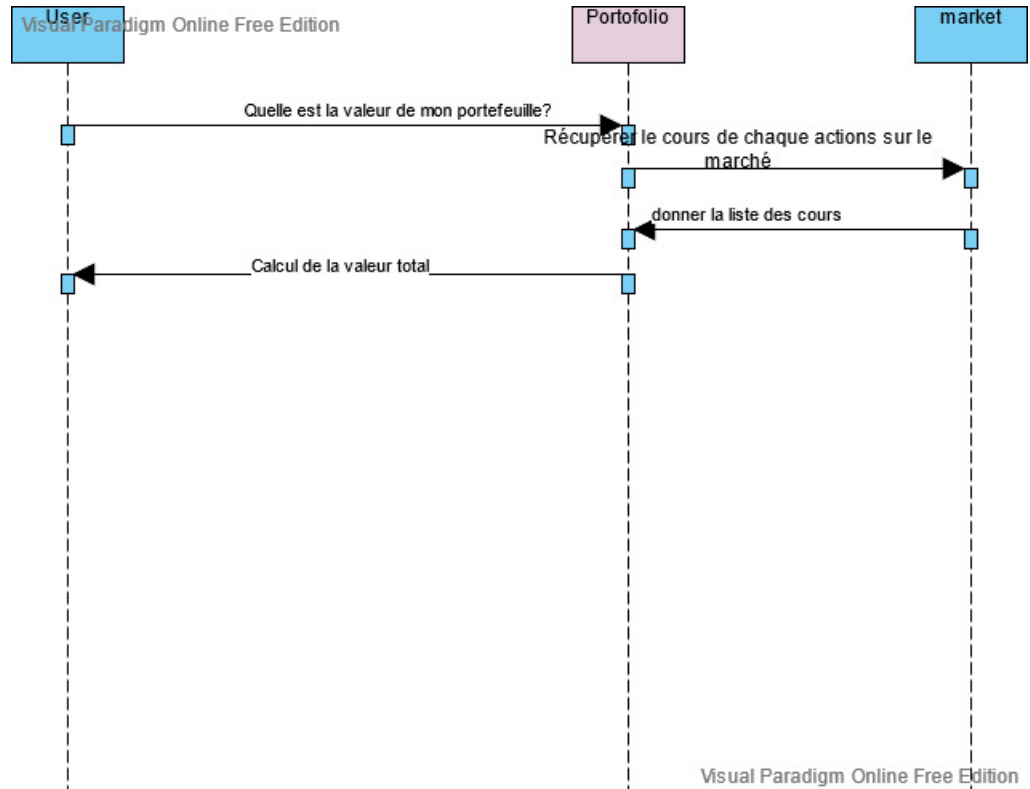 User
Visual Paradigm Online Free Edition
Portofolio
market
Quelle est la valeur de mon portefeuille?
Récupérer le cours de chaque actions sur le
marché
donner la liste des cours
Calcul de la valeur total
Visual Paradigm Online Free Edition